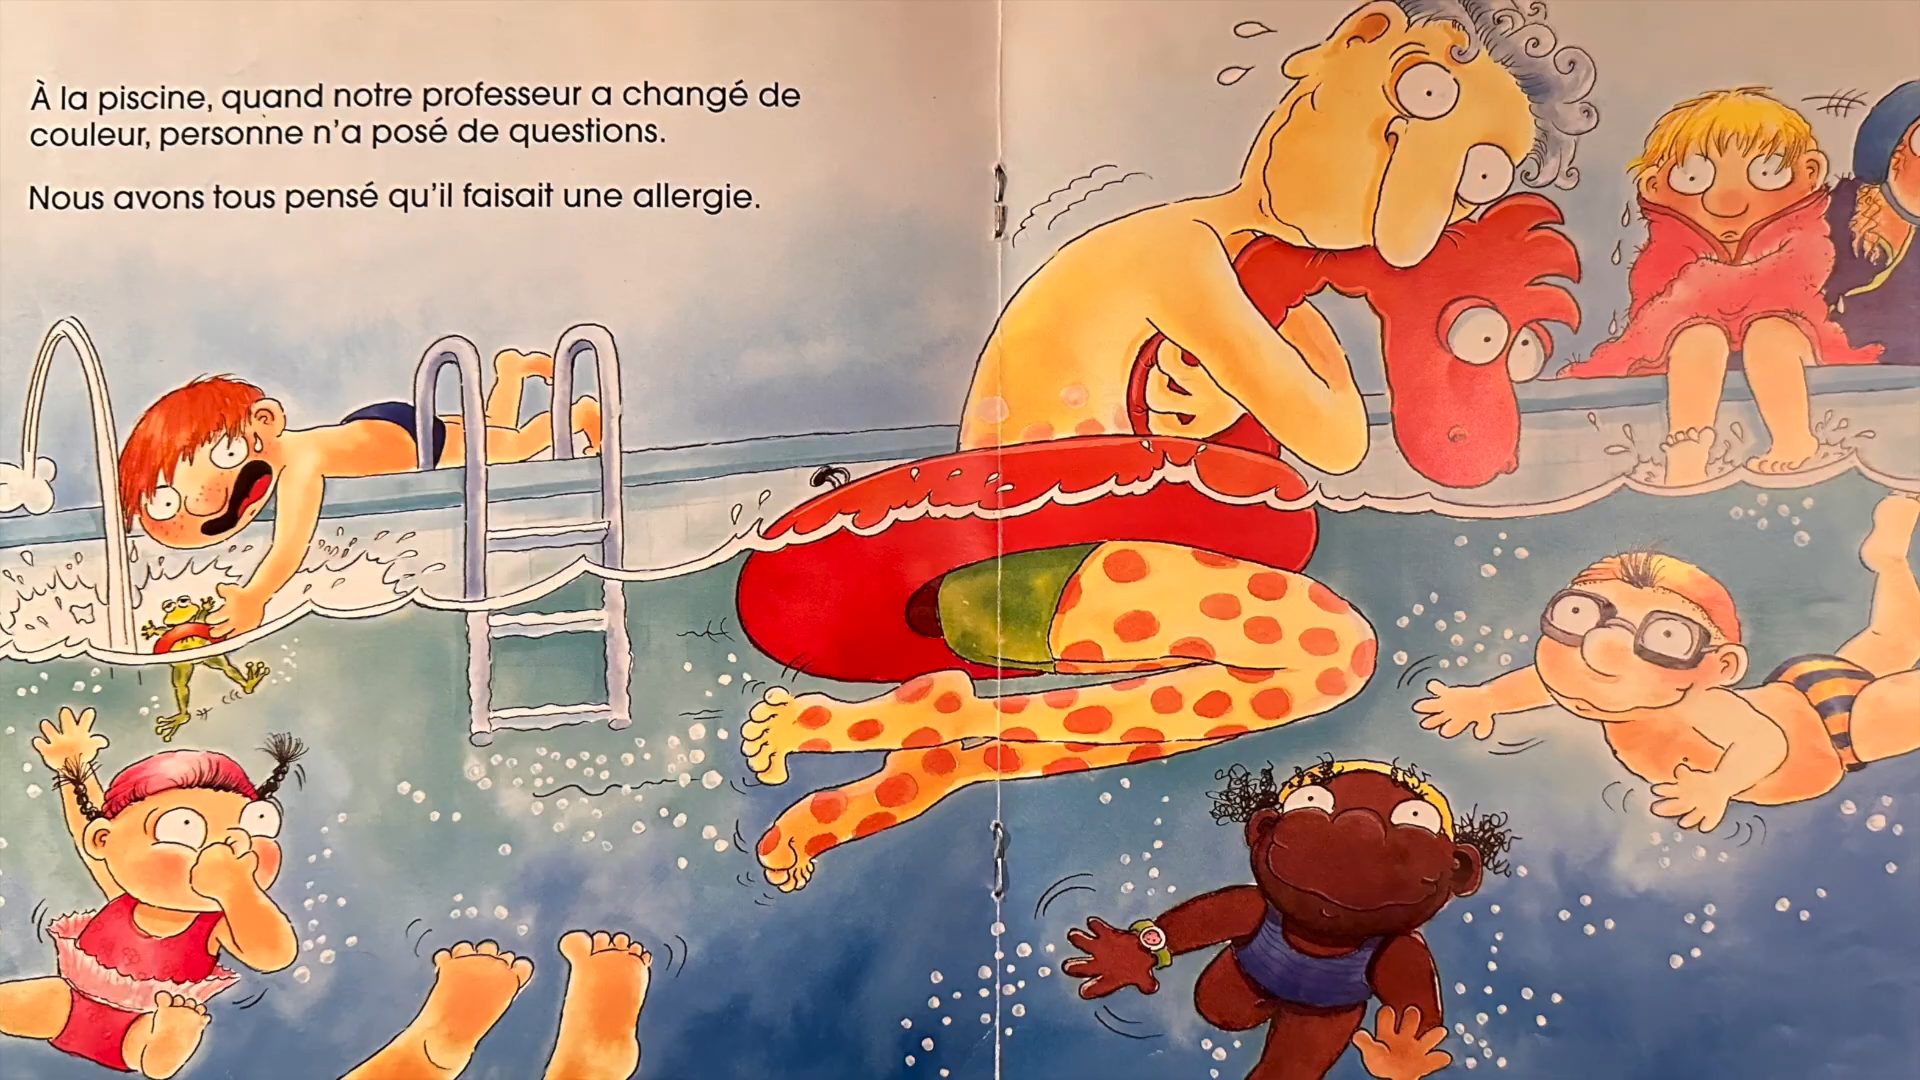 À la piscine, quand notre professeur a changé de
couleur, personne n'a posé de questions.
Nous avons tous pensé qu'il faisait une allergie.